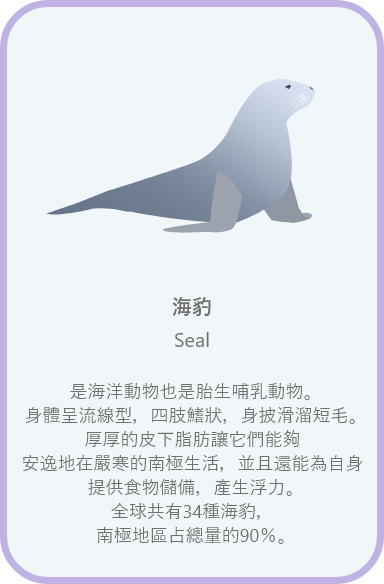 海豹
Seal
是海洋動物也是胎生哺乳動物。
身體呈流線型，四肢鰭狀，身披滑溜短毛。
厚厚的皮下脂肪讓它們能夠
安逸地在嚴寒的南極生活，並且還能為自身
提供食物儲備，產生浮力。
全球共有34種海豹，
南極地區占總量的90%。